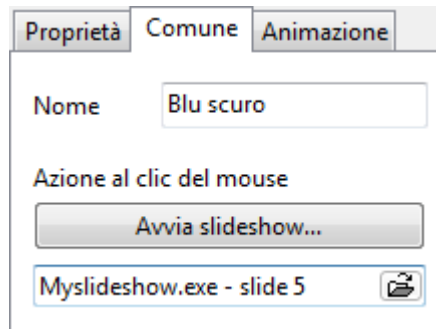 Proprietà Comune Animazione
Nome Blu scuro
Azione al clic del mouse
Avvia slideshow...
Myslideshow.exe - slide 5